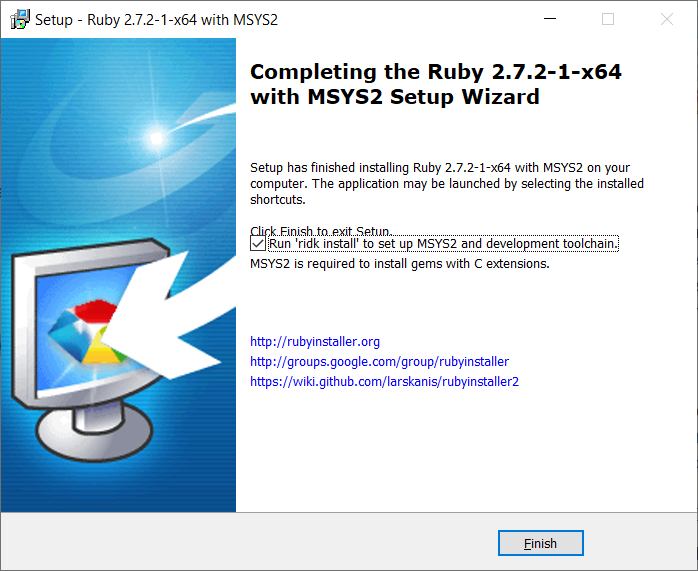 Setup - Ruby 2.7.2-1-x64 with MSYS2
Completing the Ruby 2.7.2-1-x64
with MSYS2 Setup Wizard
Setup has finished installing Ruby 2.7.2-1-x64 with MSYS2 on your
computer. The application may be launched by selecting the installed
shortcuts.
Click Finish to exit Setup.
Run 'ridk install' to set up MSYS2 and development toolchain.
MSYS2 is required to install gems with C extensions.
http://rubyinstaller.org
http://groups.google.com/group/rubyinstaller
https://wiki.github.com/larskanis/rubyinstaller2
Finish